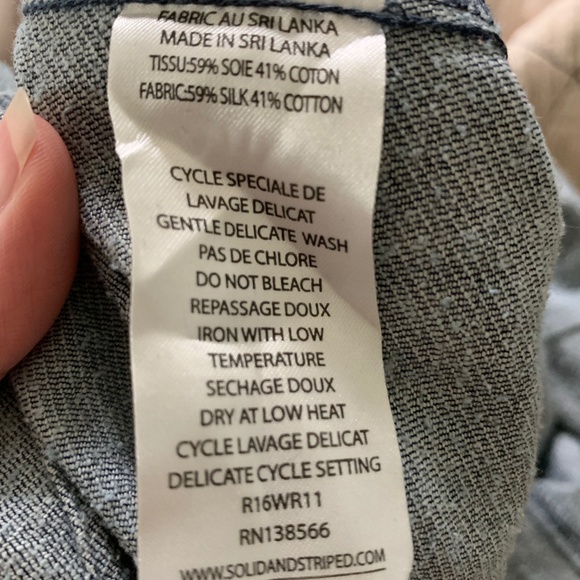 FABRIC AU SRI LANKA
MADE IN SRI LANKA
TISSU:59% SOIE 41% COTON
FABRIC:59% SILK 41% COTTON
CYCLE SPECIALE DE
LAVAGE DELICAT
GENTLE DELICATE WASH
PAS DE CHLORE
DO NOT BLEACH
REPASSAGE DOUX
IRON WITH LOW
TEMPERATURE
SECHAGE DOUX
DRY AT LOW HEAT
CYCLE LAVAGE DELICAT
DELICATE CYCLE SETTING
R16WR11
RN138566
WWW.SOLIDANDSTRIPED.COM